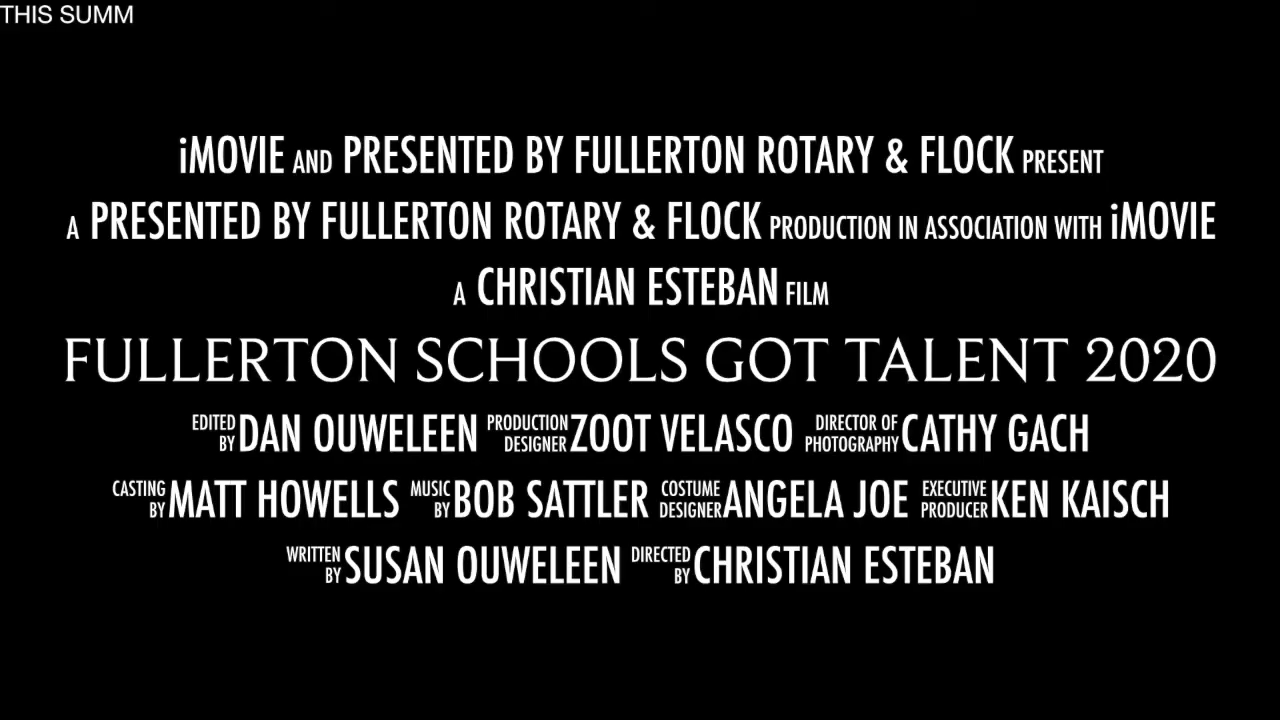 THIS SUMM
iMOVIE AND PRESENTED BY FULLERTON ROTARY & FLOCK PRESENT
A PRESENTED BY FULLERTON ROTARY & FLOCK PRODUCTION IN ASSOCIATION WITH iMOVIE
A CHRISTIAN ESTEBAN FILM
FULLERTON SCHOOLS GOT TALENT 2020
EDITED BY DAN OUWELEEN PRODUCTION DESIGNER ZOOT VELASCO DIRECTOR OF PHOTOGRAPHY CATHY GACH
CASTING BY MATT HOWELLS MUSIC BY BOB SATTLER COSTUME DESIGNER ANGELA JOE EXECUTIVE PRODUCER KEN KAISCH
WRITTEN BY SUSAN OUWELEEN DIRECTED BY CHRISTIAN ESTEBAN